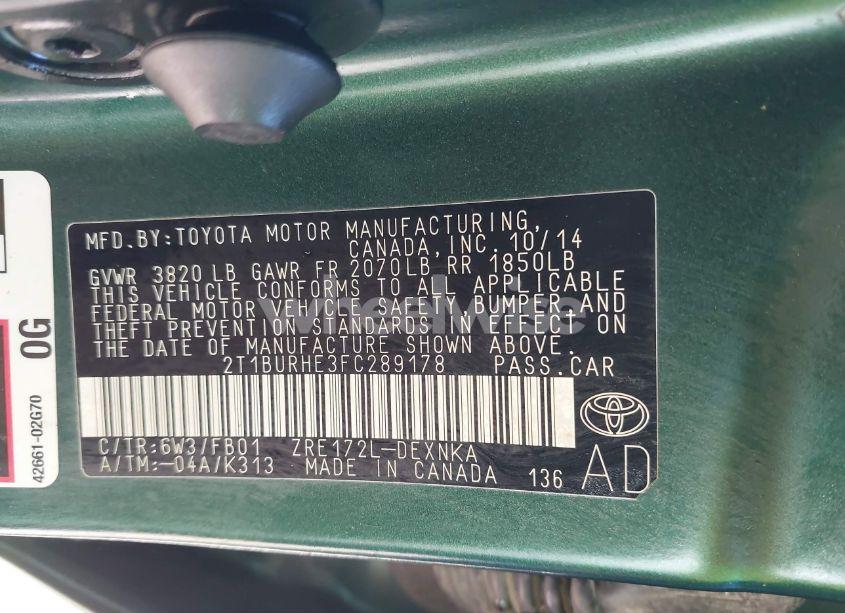 MFD.BY:TOYOTA MOTOR MANUFACTURING,
CANADA,INC. 10/14
GVWR 3820 LB GAWR FR 2070LB RR 1850LB
THIS VEHICLE CONFORMS TO ALL APPLICABLE
FEDERAL MOTOR VEHICLE SAFETY,BUMPER,AND
THEFT PREVENTION STANDARDS IN EFFECT ON
THE DATE OF MANUFACTURE SHOWN ABOVE.
2T1BURHE3FC289178 PASS.CAR
C/TR:6W3/FB01 ZRE172L-DEXNKA
A/TM:-04A/K313 MADE IN CANADA 136 AD
0G
42661-02G70
wheelwise